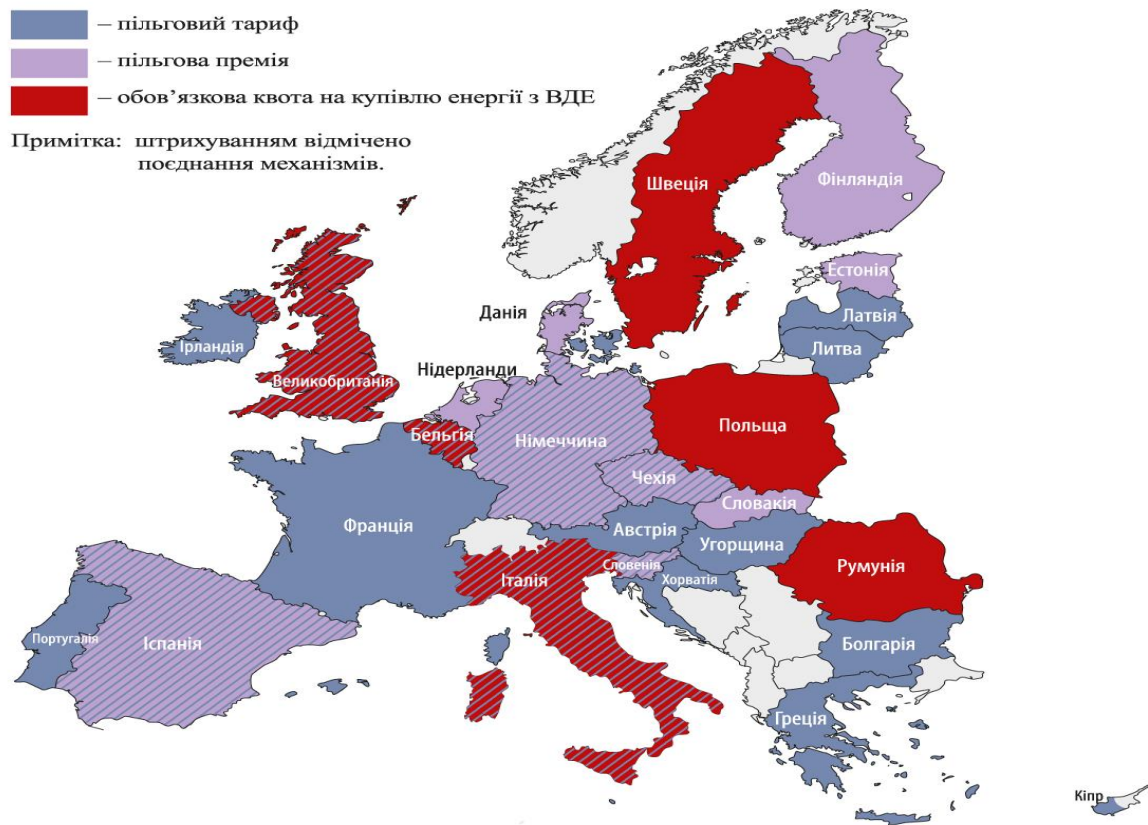 – пільговий тариф
– пільгова премія
– обов’язкова квота на купівлю енергії з ВДЕ
Примітка: штрихуванням відмічено
поєднання механізмів.
Швеція
Фінляндія
Естонія
Данія
Латвія
Ірландія
Литва
Нідерланди
Великобританія
Польща
Бельгія
Німеччина
Чехія
Словакія
Франція
Австрія
Угорщина
Словенія
Румунія
Італія
Хорватія
Португалія
Іспанія
Болгарія
Греція
Кіпр